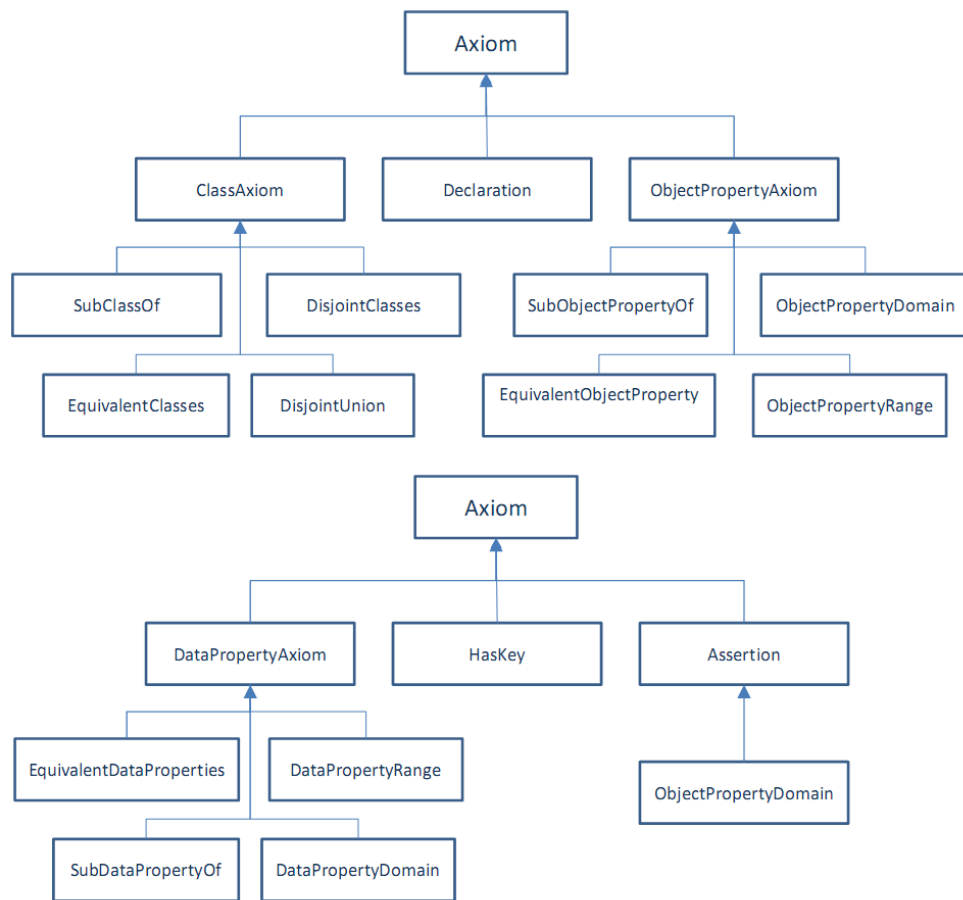 Axiom
ClassAxiom
Declaration
ObjectPropertyAxiom
SubClassOf
DisjointClasses
SubObjectPropertyOf
ObjectPropertyDomain
EquivalentClasses
DisjointUnion
EquivalentObjectProperty
ObjectPropertyRange
Axiom
DataPropertyAxiom
HasKey
Assertion
EquivalentDataProperties
DataPropertyRange
ObjectPropertyDomain
SubDataPropertyOf
DataPropertyDomain